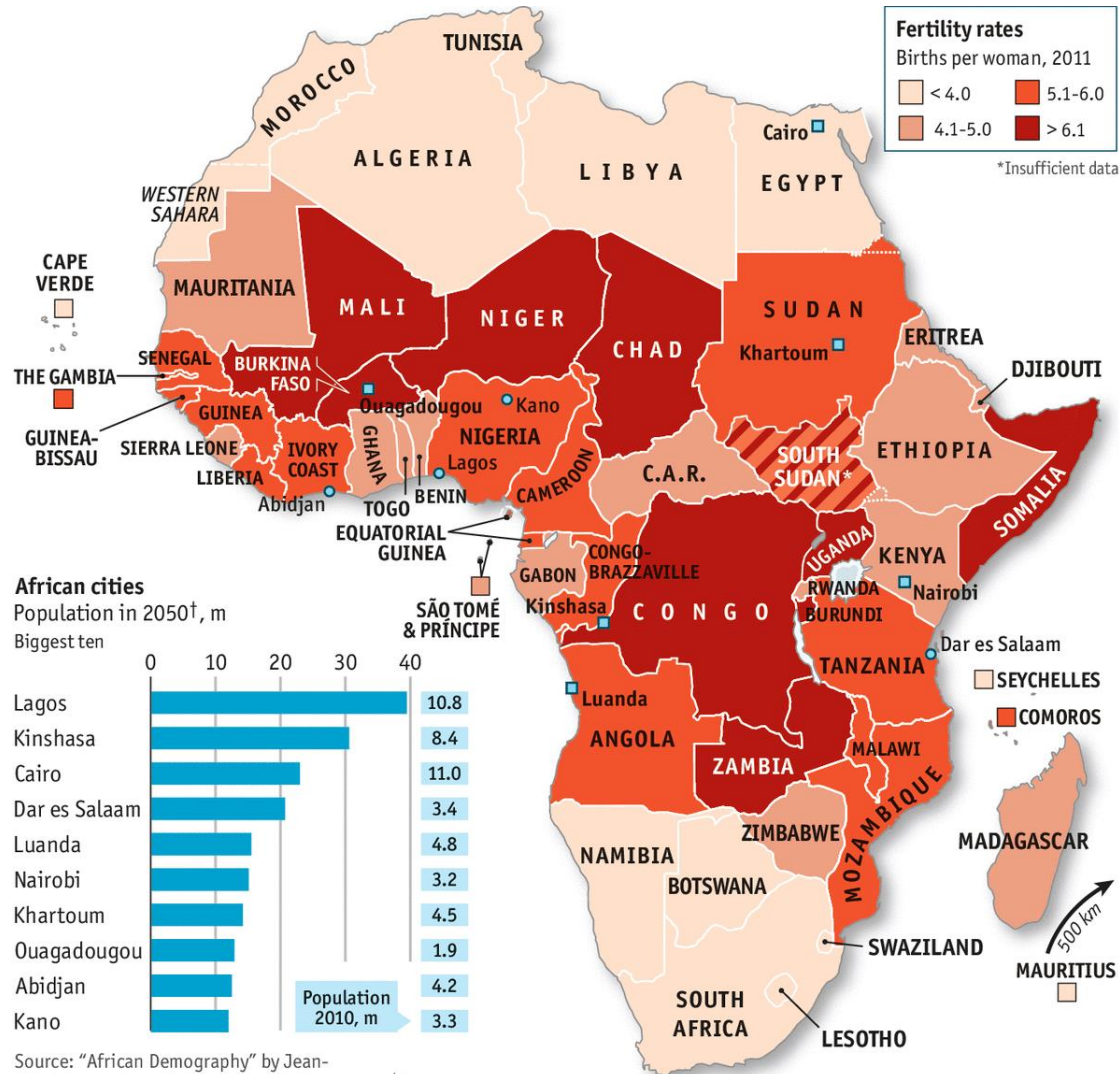 Fertility rates
Births per woman, 2011
< 4.0
5.1-6.0
4.1-5.0
> 6.1
*Insufficient data
TUNISIA
MOROCCO
ALGERIA
LIBYA
Cairo
EGYPT
WESTERN
SAHARA
CAPE
VERDE
MAURITANIA
MALI
NIGER
CHAD
SUDAN
Khartoum
ERITREA
DJIBOUTI
SENEGAL
THE GAMBIA
BURKINA
FASO
Ouagadougou
Kano
GUINEA-
BISSAU
GUINEA
SIERRA LEONE
LIBERIA
IVORY
COAST
Abidjan
GHANA
TOGO
BENIN
NIGERIA
Lagos
CAMEROON
C.A.R.
SOUTH
SUDAN*
ETHIOPIA
SOMALIA
EQUATORIAL
GUINEA
SÃO TOMÉ
& PRÍNCIPE
GABON
CONGO-
BRAZZAVILLE
Kinshasa
CONGO
UGANDA
KENYA
Nairobi
RWANDA
BURUNDI
TANZANIA
Dar es Salaam
SEYCHELLES
COMOROS
Luanda
ANGOLA
ZAMBIA
MALAWI
MOZAMBIQUE
ZIMBABWE
NAMIBIA
BOTSWANA
MADAGASCAR
500 km
MAURITIUS
SWAZILAND
SOUTH
AFRICA
LESOTHO
African cities
Population in 2050†, m
Biggest ten
0 10 20 30 40
Lagos 10.8
Kinshasa 8.4
Cairo 11.0
Dar es Salaam 3.4
Luanda 4.8
Nairobi 3.2
Khartoum 4.5
Ouagadougou 1.9
Abidjan 4.2
Kano 3.3
Population
2010, m
Source: “African Demography” by Jean-